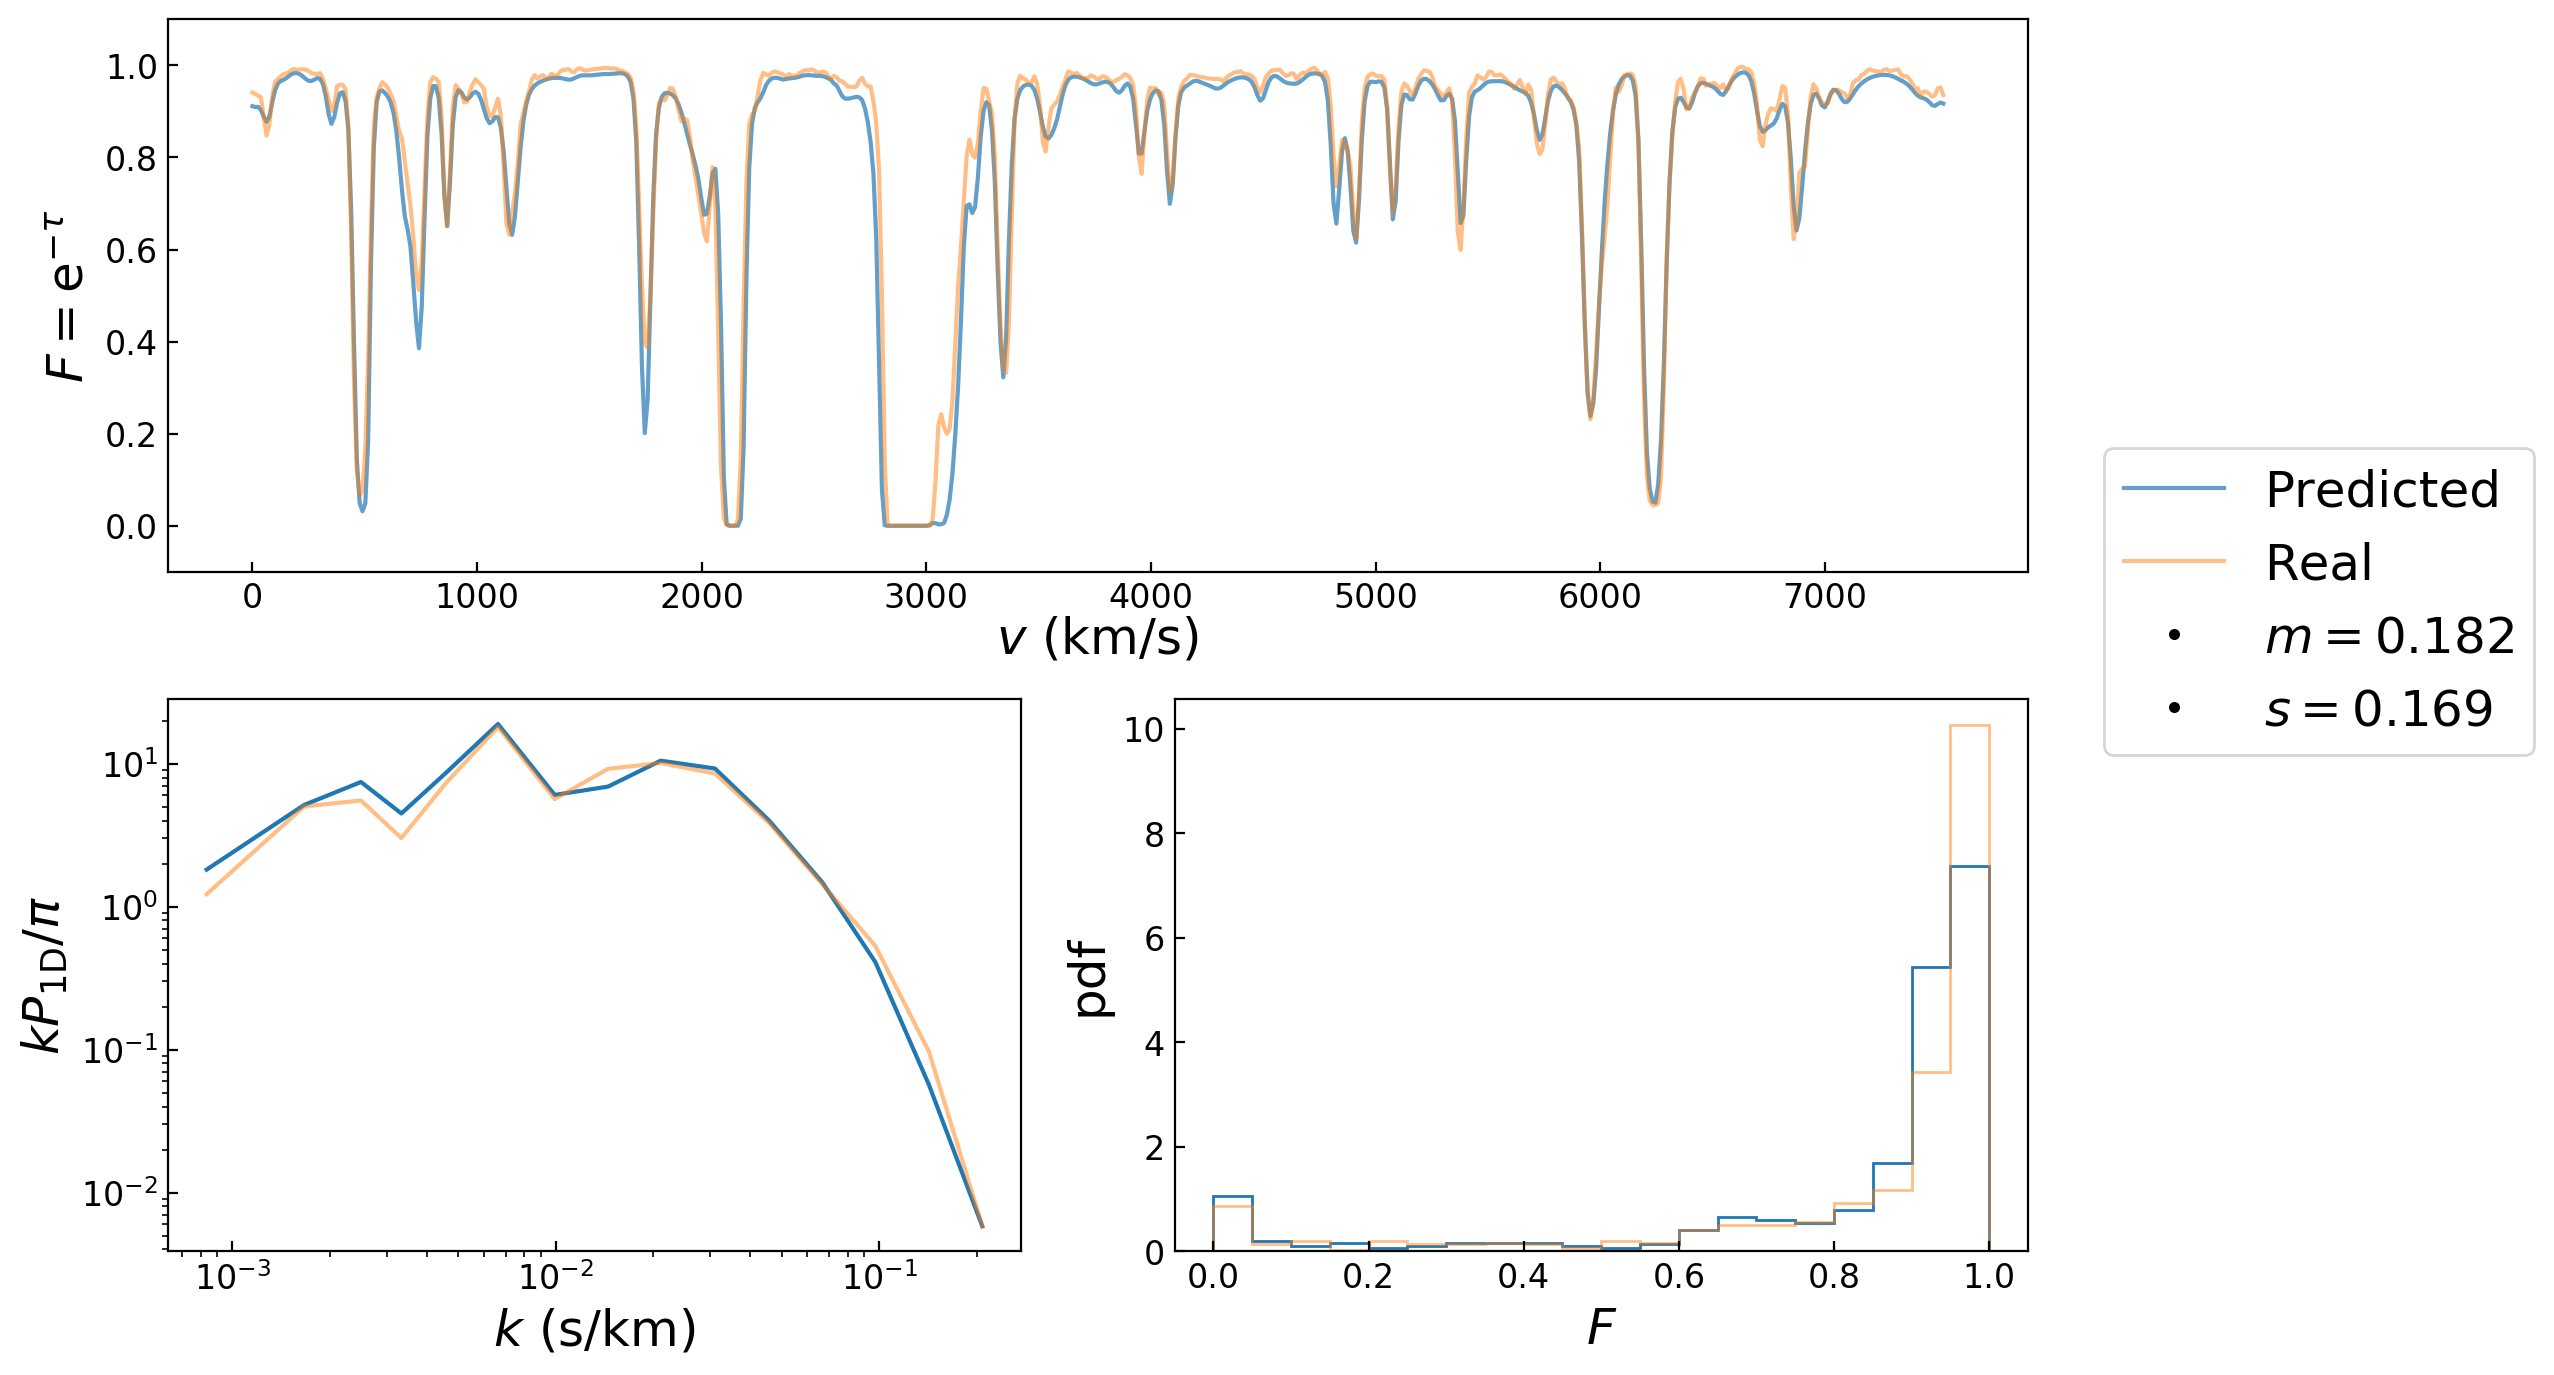 F = e^{-τ}
1.0
0.8
0.6
0.4
0.2
0.0
0 1000 2000 3000 4000 5000 6000 7000
v (km/s)
Predicted
Real
• m = 0.182
• s = 0.169
kP_{1D}/π
10^1
10^0
10^{-1}
10^{-2}
10^{-3} 10^{-2} 10^{-1}
k (s/km)
pdf
10
8
6
4
2
0
0.0 0.2 0.4 0.6 0.8 1.0
F